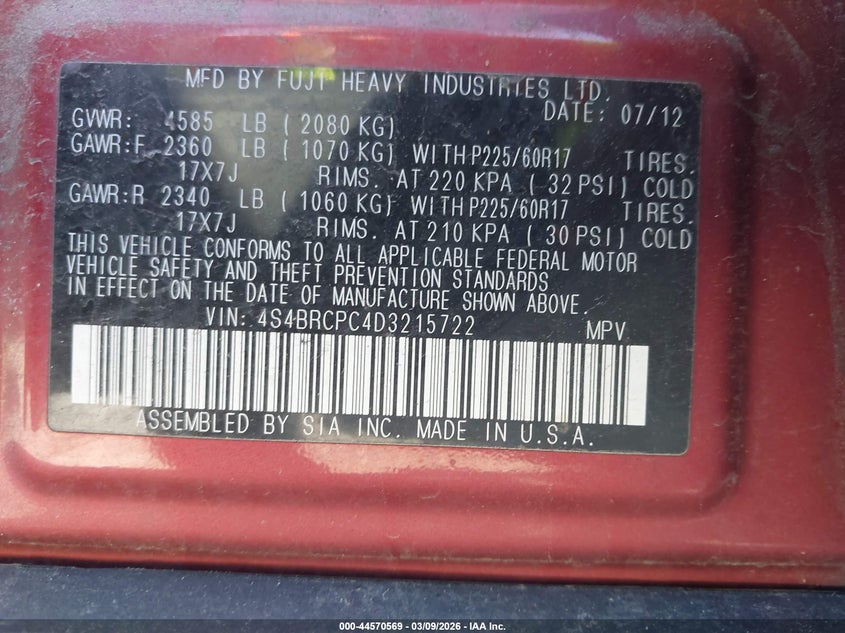 MFD BY FUJI HEAVY INDUSTRIES LTD.
DATE: 07/12
GVWR: 4585 LB ( 2080 KG)
GAWR:F 2360 LB ( 1070 KG) WITH P225/60R17 TIRES.
17X7J RIMS. AT 220 KPA ( 32 PSI) COLD
GAWR:R 2340 LB ( 1060 KG) WITH P225/60R17 TIRES.
17X7J RIMS. AT 210 KPA ( 30 PSI) COLD
THIS VEHICLE CONFORMS TO ALL APPLICABLE FEDERAL MOTOR
VEHICLE SAFETY AND THEFT PREVENTION STANDARDS
IN EFFECT ON THE DATE OF MANUFACTURE SHOWN ABOVE.
VIN: 4S4BRCPC4D3215722 MPV
ASSEMBLED BY SIA INC. MADE IN U.S.A.
000-44570569 - 03/09/2026 - IAA Inc.